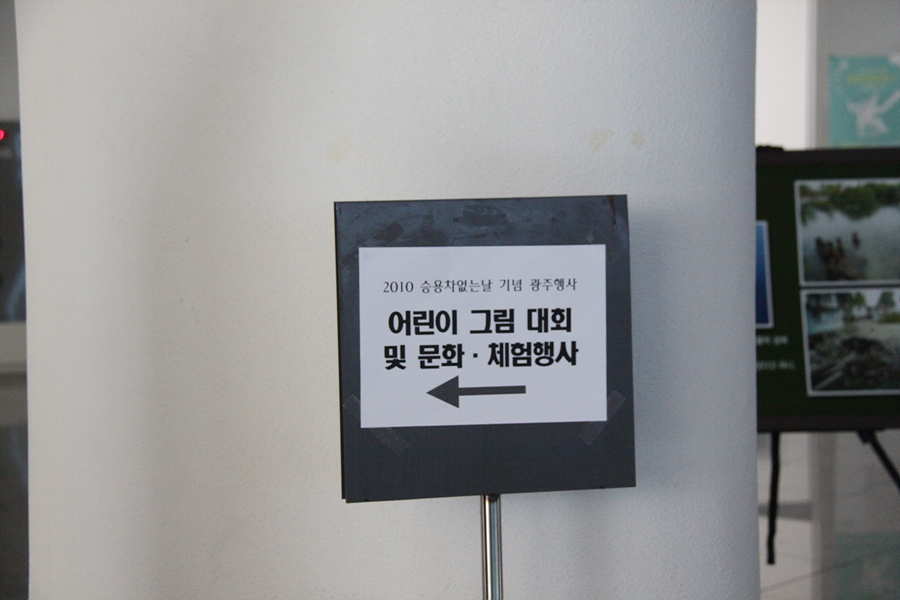 2010 승용차없는날 기념 광주행사
어린이 그림 대회
및 문화 · 체험행사